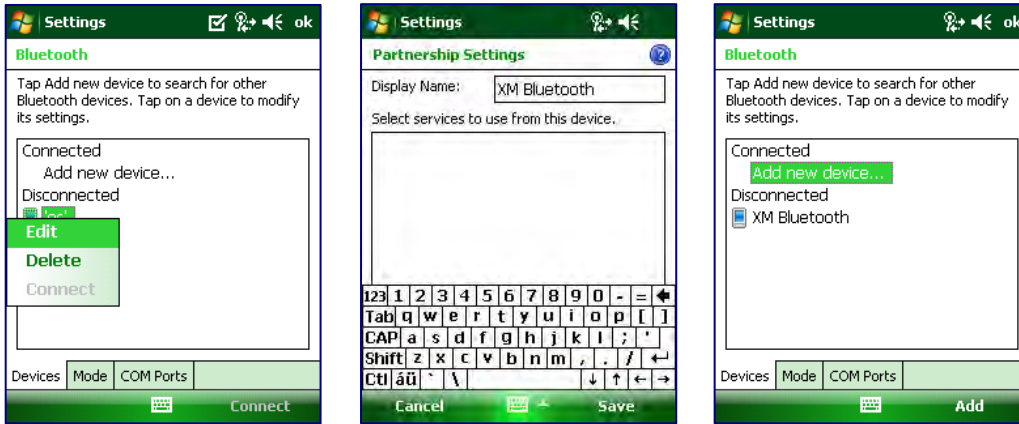 Settings
ok
Bluetooth
Tap Add new device to search for other
Bluetooth devices. Tap on a device to modify
its settings.
Connected
Add new device...
Disconnected
Edit
Delete
Connect
Devices Mode COM Ports
Connect
Settings
Partnership Settings
Display Name: XM Bluetooth
Select services to use from this device.
123 1 2 3 4 5 6 7 8 9 0 - =
Tab q w e r t y u i o p [ ]
CAP a s d f g h j k l ; '
Shift z x c v b n m , . /
Ctl áü ` \
Cancel
Save
Settings
ok
Bluetooth
Tap Add new device to search for other
Bluetooth devices. Tap on a device to modify
its settings.
Connected
Add new device...
Disconnected
XM Bluetooth
Devices Mode COM Ports
Add